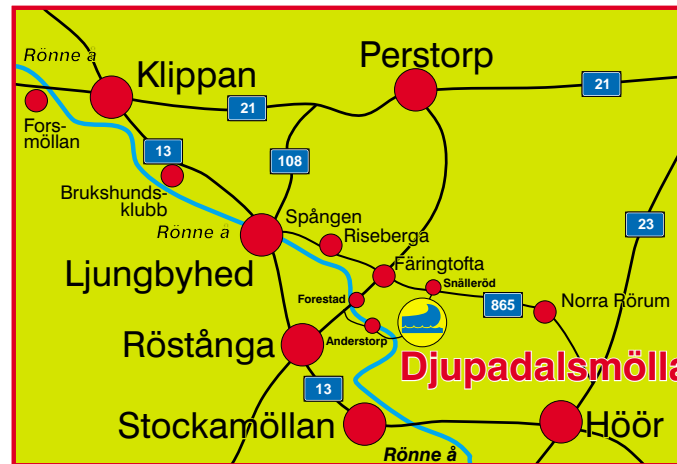 Rönne å
Klippan
Perstorp
21
21
Fors-
möllan
13
108
Brukshunds-
klubb
Spången
23
Rönne å
Riseberga
Ljungbyhed
Färingtofta
Snälleröd
Forestad
865
Norra Rörum
Röstånga
Anderstorp
Djupadalsmölla
13
Stockamöllan
Höör
Rönne å